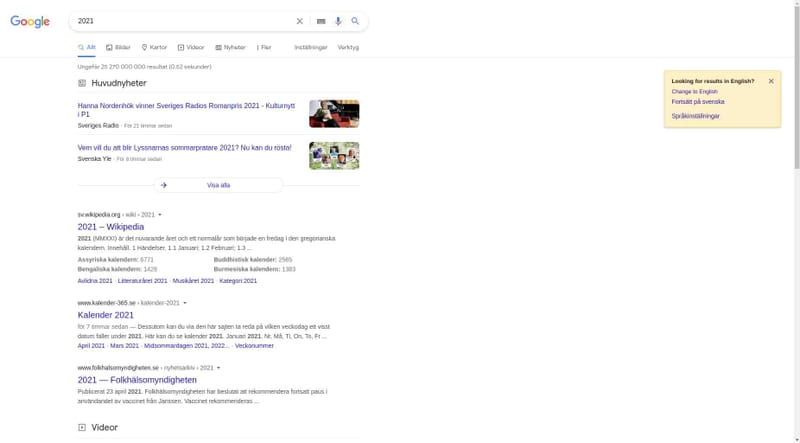 Google
2021
Allt Bilder Kartor Videor Nyheter Fler Inställningar Verktyg
Ungefär 25 270 000 000 resultat (0,62 sekunder)
Looking for results in English?
Change to English
Fortsätt på svenska
Språkinställningar
Huvudnyheter
Hanna Nordenhök vinner Sveriges Radios Romanpris 2021 - Kulturnytt
i P1
Sveriges Radio · För 21 timmar sedan
Vem vill du att blir Lyssnarnas sommarpratare 2021? Nu kan du rösta!
Svenska Yle · För 8 timmar sedan
Visa alla
sv.wikipedia.org › wiki › 2021
2021 – Wikipedia
2021 (MMXXI) är det nuvarande året och ett normalår som började en fredag i den gregorianska
kalendern. Innehåll. 1 Händelser. 1.1 Januari; 1.2 Februari; 1.3 ...
Assyriska kalendern: 6771 Buddhistisk kalender: 2565
Bengaliska kalendern: 1428 Burmesiska kalendern: 1383
Avlidna 2021 · Litteraturåret 2021 · Musikåret 2021 · Kategori 2021
www.kalender-365.se › kalender-2021
Kalender 2021
för 7 timmar sedan — Dessutom kan du via den här sajten ta reda på vilken veckodag ett visst
datum faller under 2021. Här kan du se kalender 2021. Januari 2021. Nr, Må, Ti, On, To, Fr ...
April 2021 · Mars 2021 · Midsommardagen 2021, 2022... · Veckonummer
www.folkhalsomyndigheten.se › nyhetsarkiv › 2021
2021 — Folkhälsomyndigheten
Publicerat 23 april 2021. Folkhälsomyndigheten har beslutat att rekommendera fortsatt paus i
användandet av vaccinet från Janssen. Vaccinet rekommenderas ...
Videor